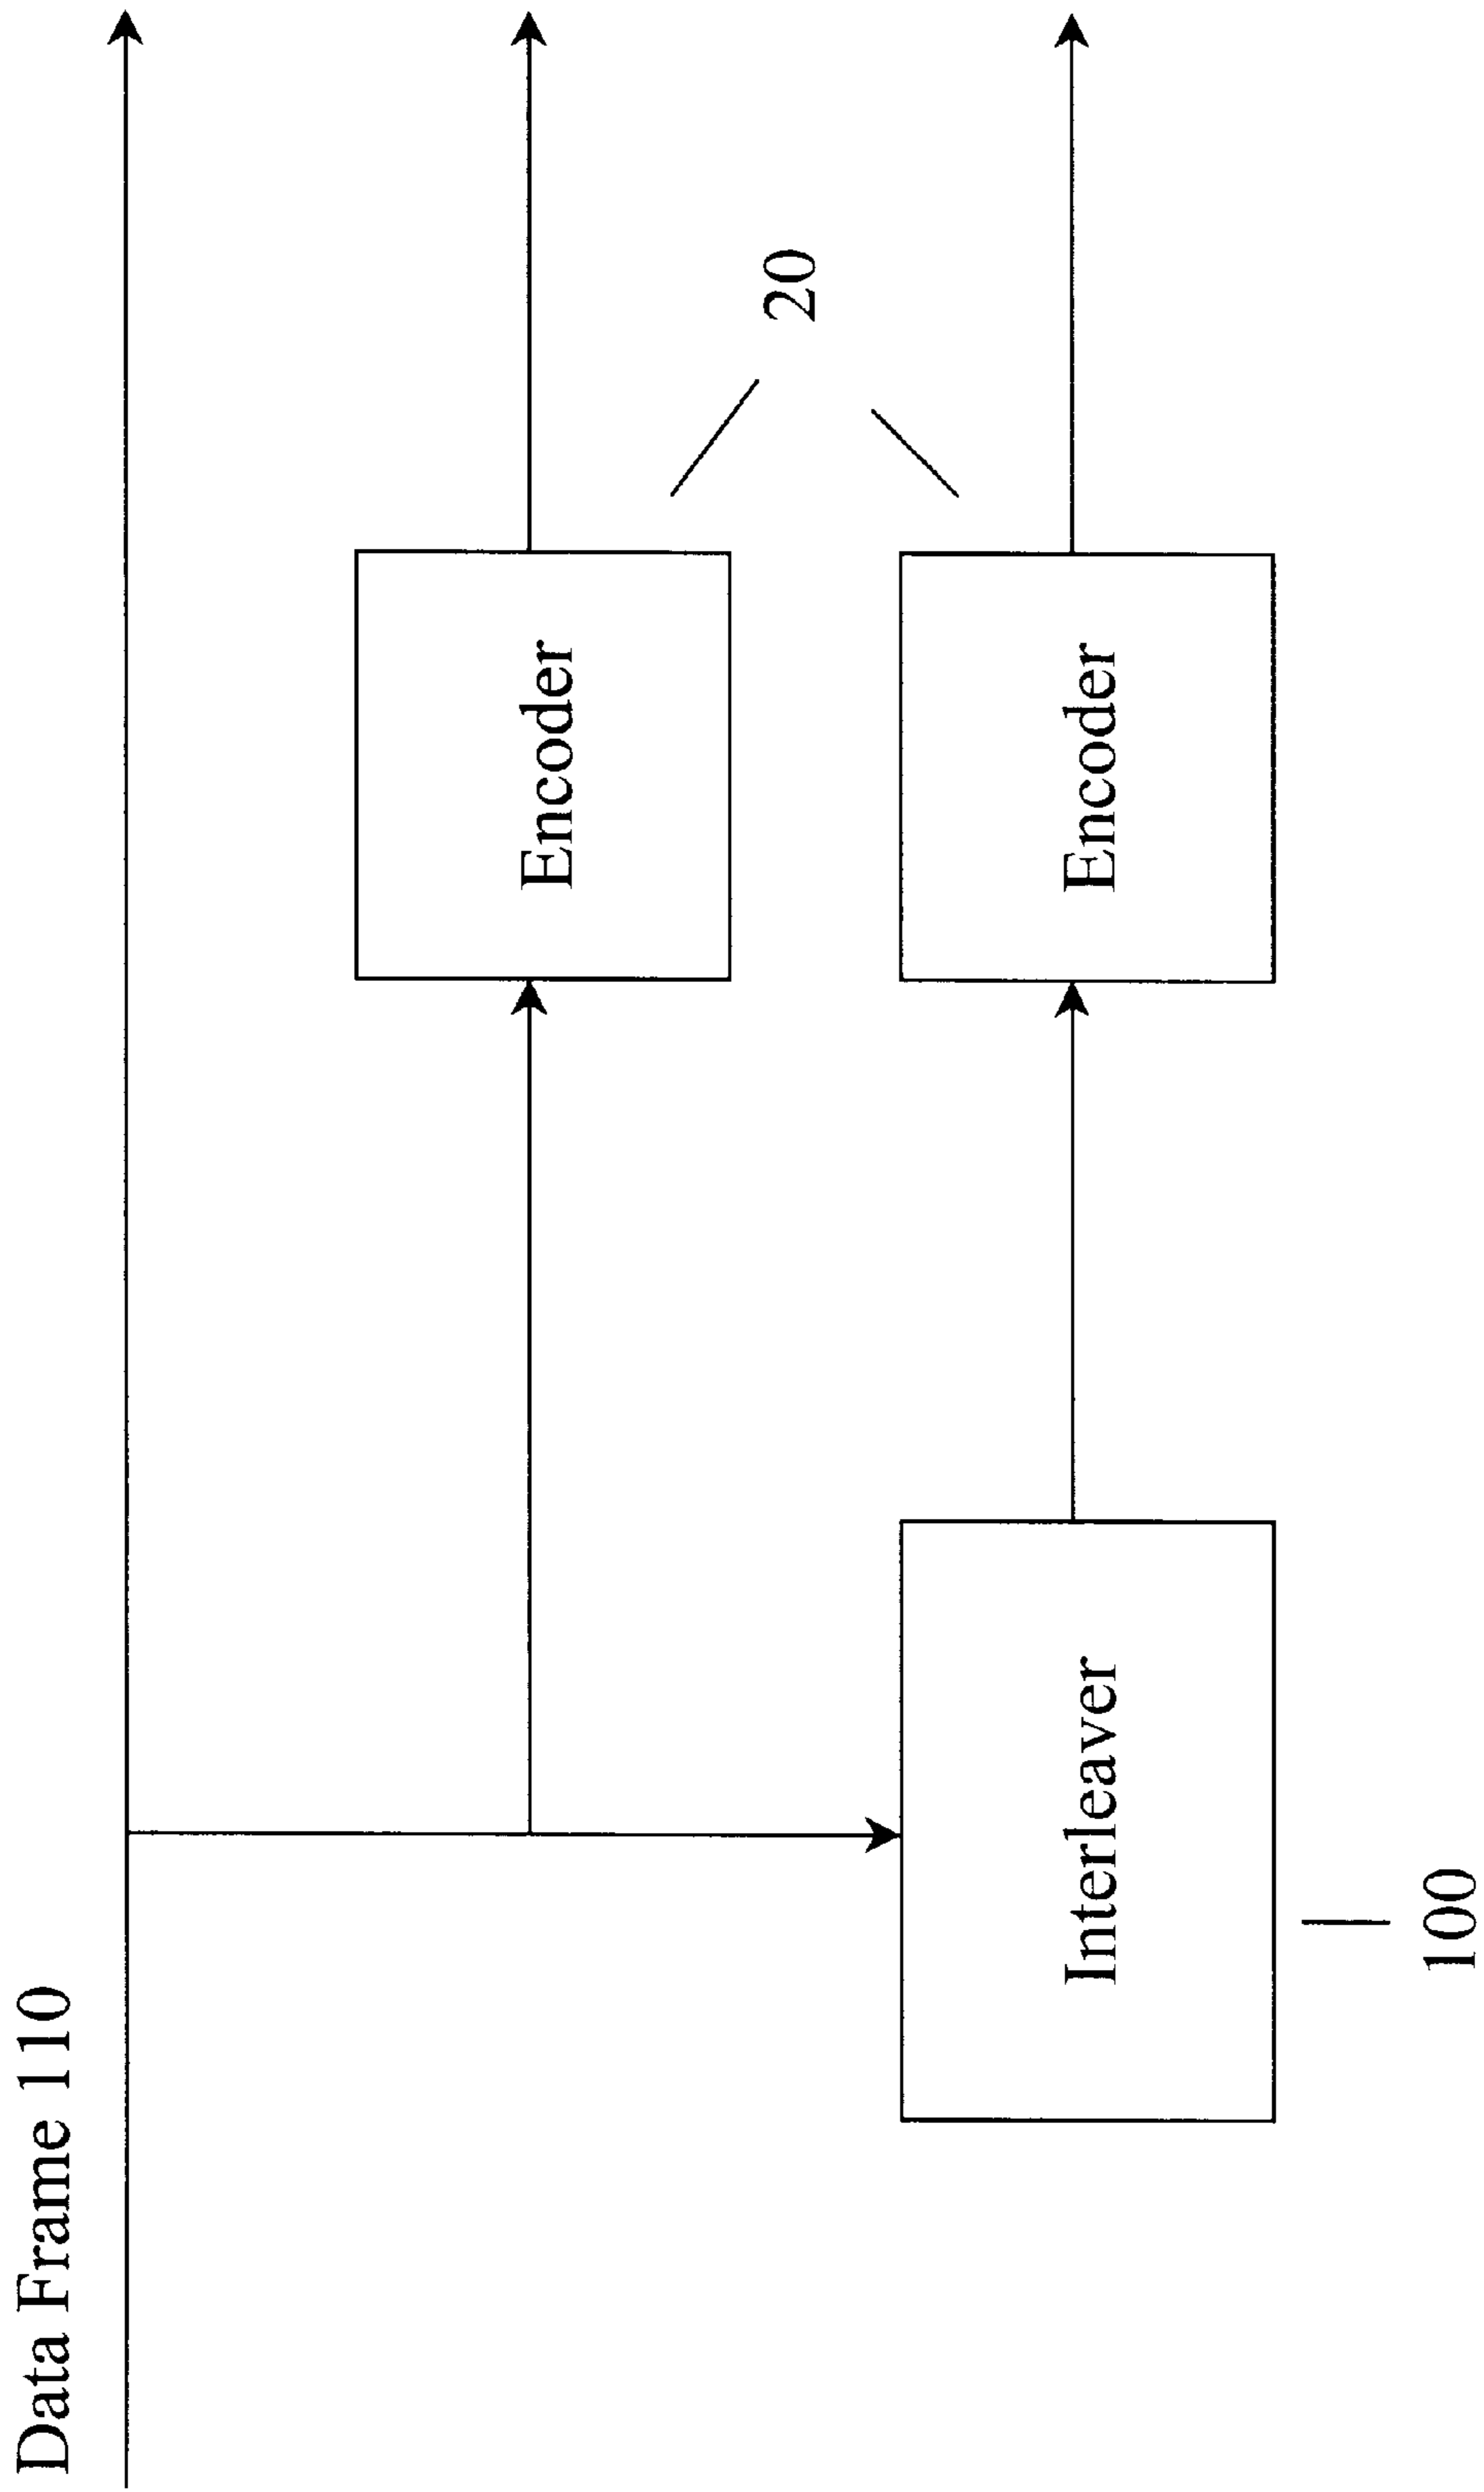 Data Frame 110
Encoder
20
Interleaver
Encoder
100